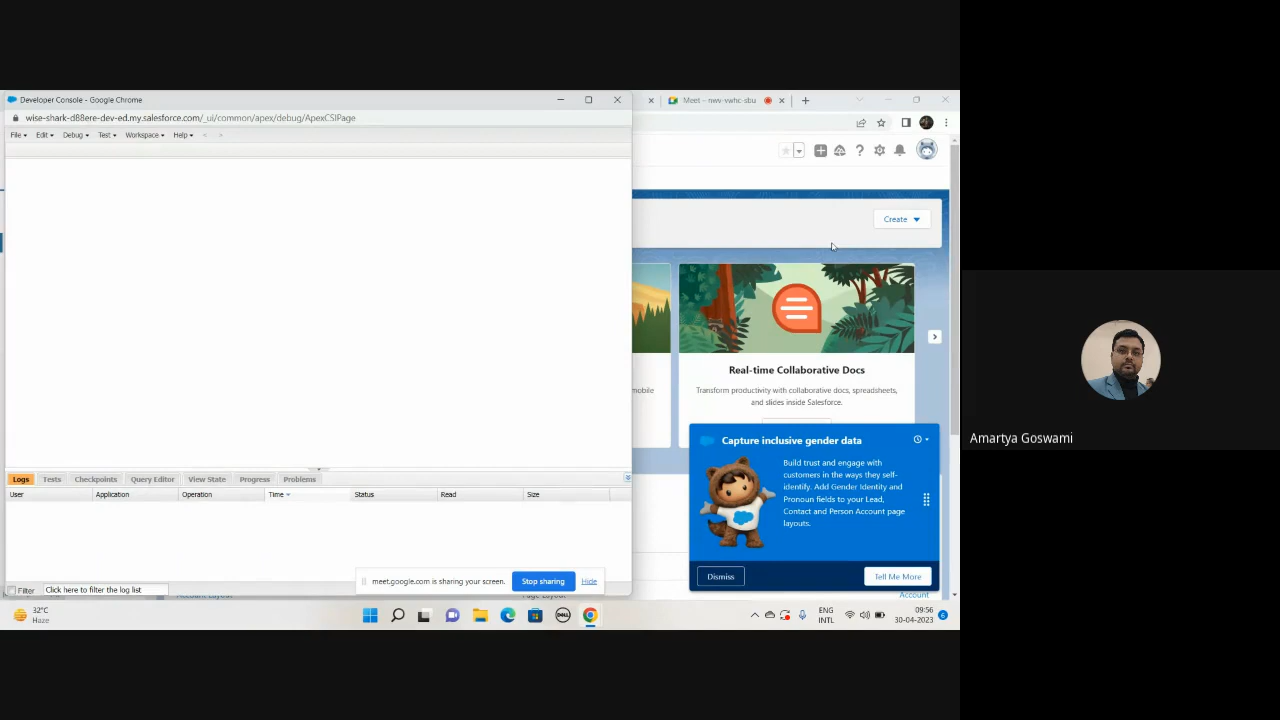 Developer Console - Google Chrome
wise-shark-d88ere-dev-ed.my.salesforce.com/_ui/common/apex/debug/ApexCSIPage
File
Edit
Debug
Test
Workspace
Help
<
>
Meet – nwv-vwhc-sbu
Create
mobile
Real-time Collaborative Docs
Transform productivity with collaborative docs, spreadsheets,
and slides inside Salesforce.
Capture inclusive gender data
Build trust and engage with
customers in the ways they self-
identify. Add Gender Identity and
Pronoun fields to your Lead,
Contact and Person Account page
layouts.
Dismiss
Tell Me More
Account
Logs
Tests
Checkpoints
Query Editor
View State
Progress
Problems
User
Application
Operation
Time
Status
Read
Size
meet.google.com is sharing your screen.
Stop sharing
Hide
Filter
Click here to filter the log list
32°C
Haze
DELL
ENG
INTL
09:56
30-04-2023
6
Amartya Goswami